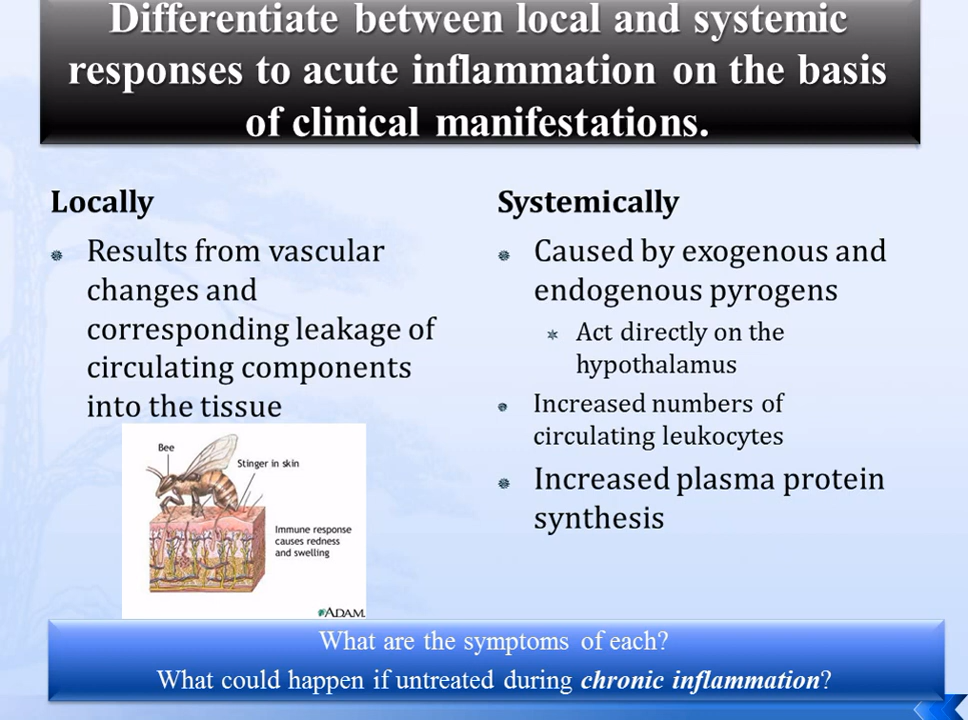 Differentiate between local and systemic
responses to acute inflammation on the basis
of clinical manifestations.
Locally
Results from vascular
changes and
corresponding leakage of
circulating components
into the tissue
Bee
Stinger in skin
Immune response
causes redness
and swelling
ADAM.
Systemically
Caused by exogenous and
endogenous pyrogens
Act directly on the
hypothalamus
Increased numbers of
circulating leukocytes
Increased plasma protein
synthesis
What are the symptoms of each?
What could happen if untreated during chronic inflammation?